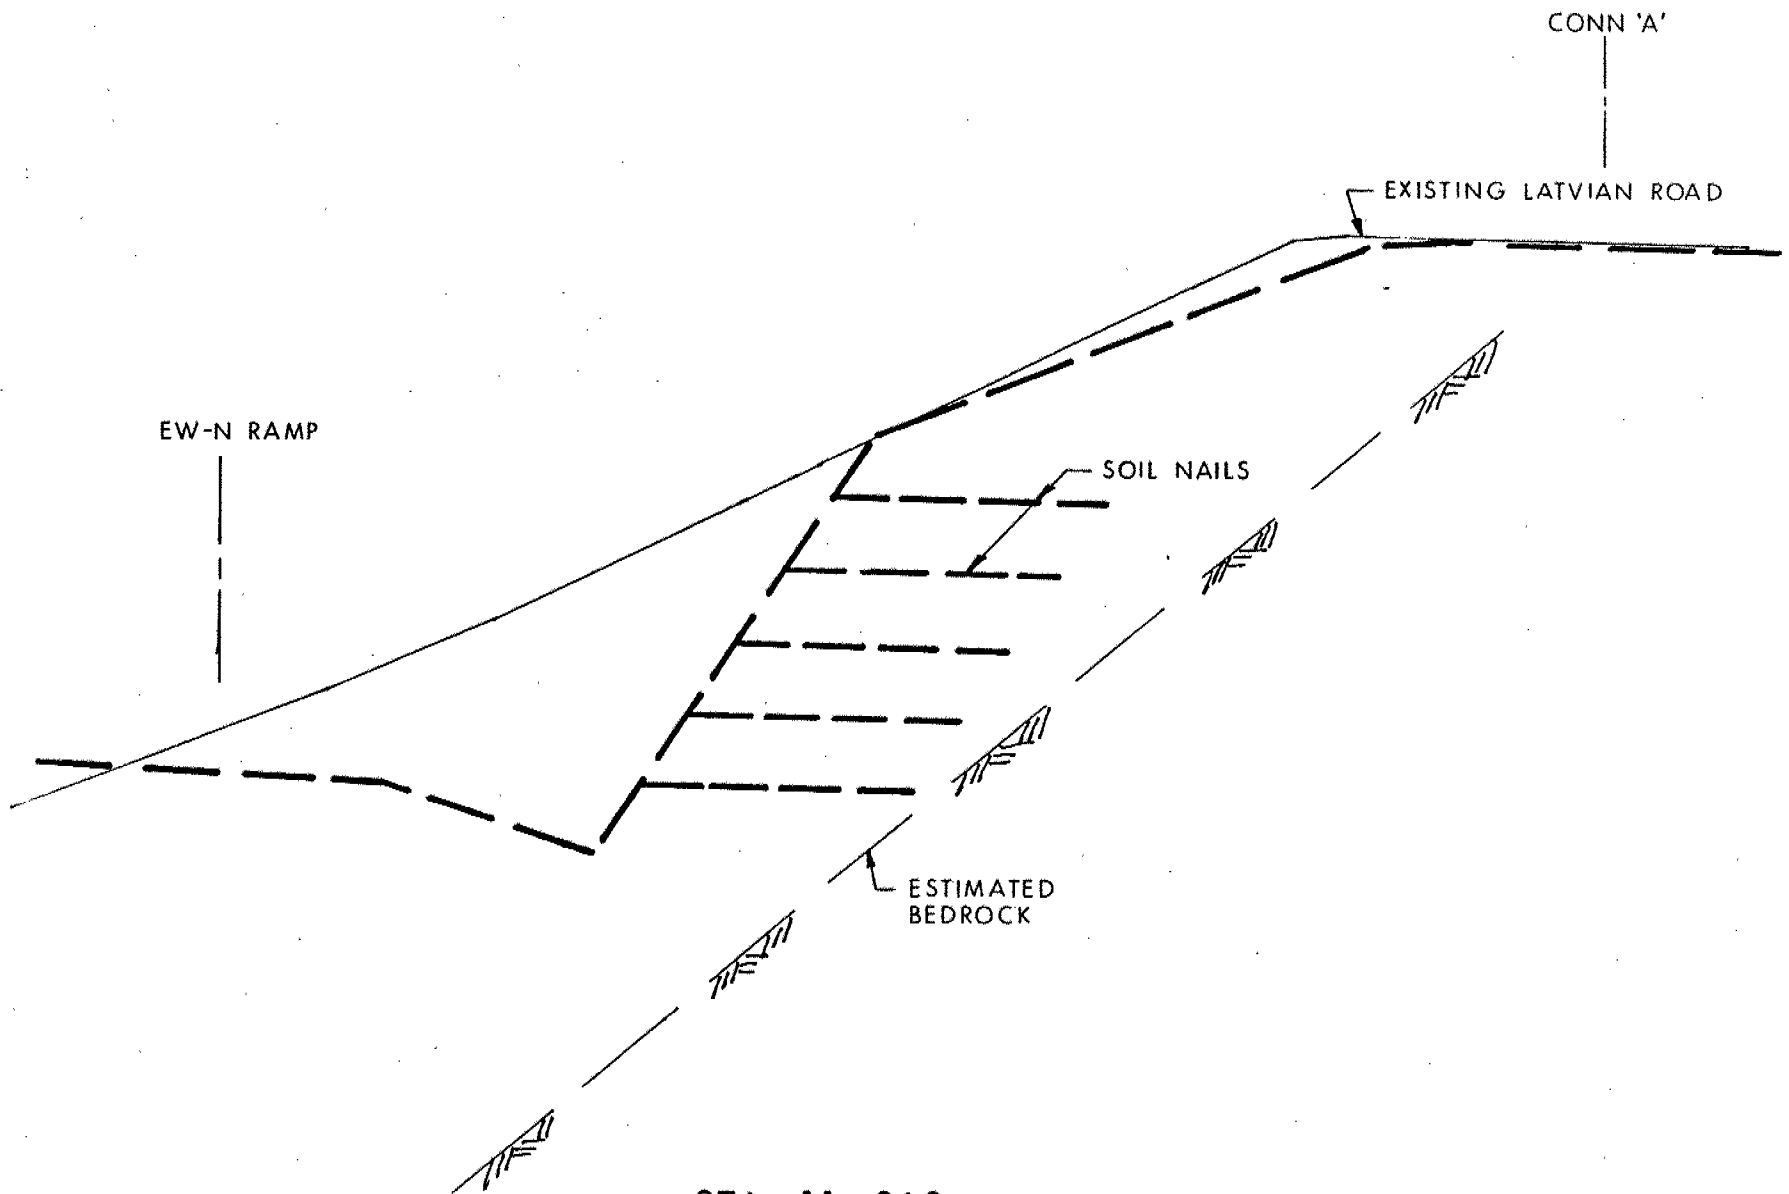 CONN 'A'
EXISTING LATVIAN ROAD
EW-N RAMP
SOIL NAILS
ESTIMATED
BEDROCK